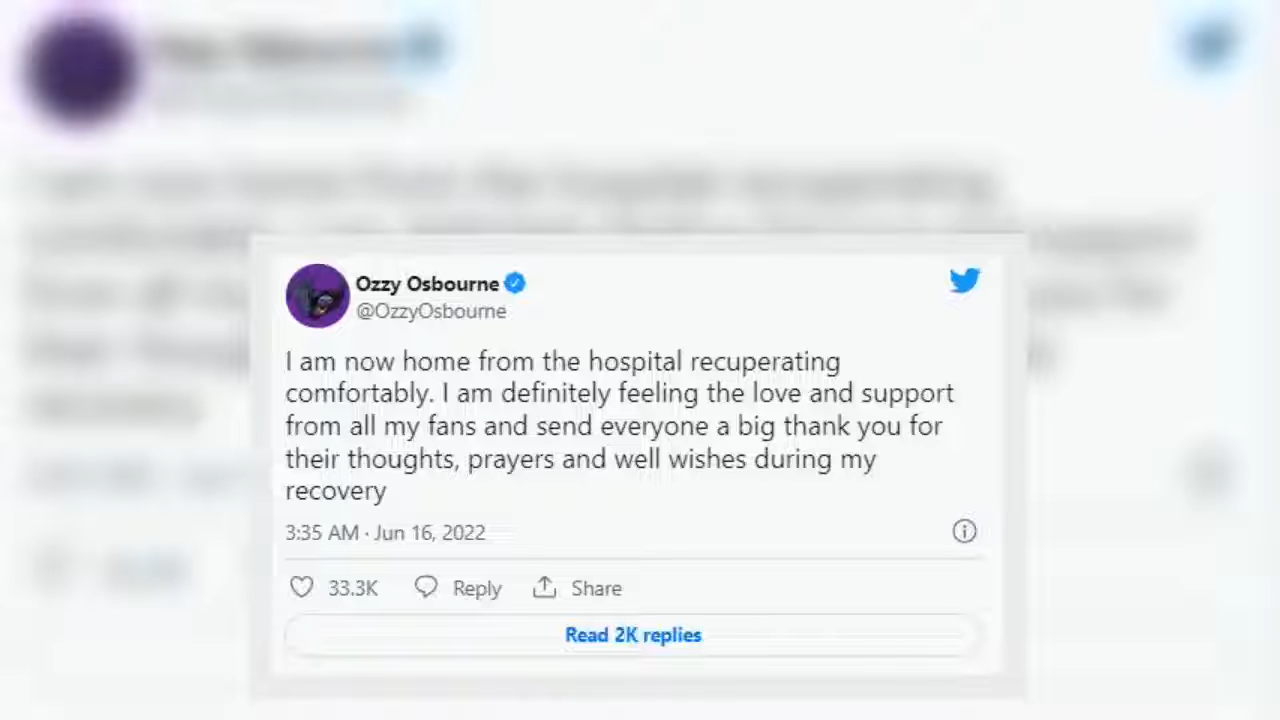 Ozzy Osbourne
@OzzyOsbourne
I am now home from the hospital recuperating
comfortably. I am definitely feeling the love and support
from all my fans and send everyone a big thank you for
their thoughts, prayers and well wishes during my
recovery
3:35 AM · Jun 16, 2022
33.3K Reply Share
Read 2K replies